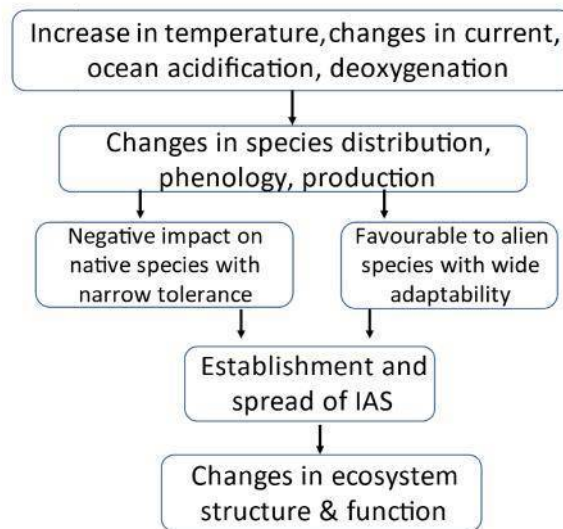 Increase in temperature, changes in current,
ocean acidification, deoxygenation
Changes in species distribution,
phenology, production
Negative impact on
native species with
narrow tolerance
Favourable to alien
species with wide
adaptability
Establishment and
spread of IAS
Changes in ecosystem
structure & function